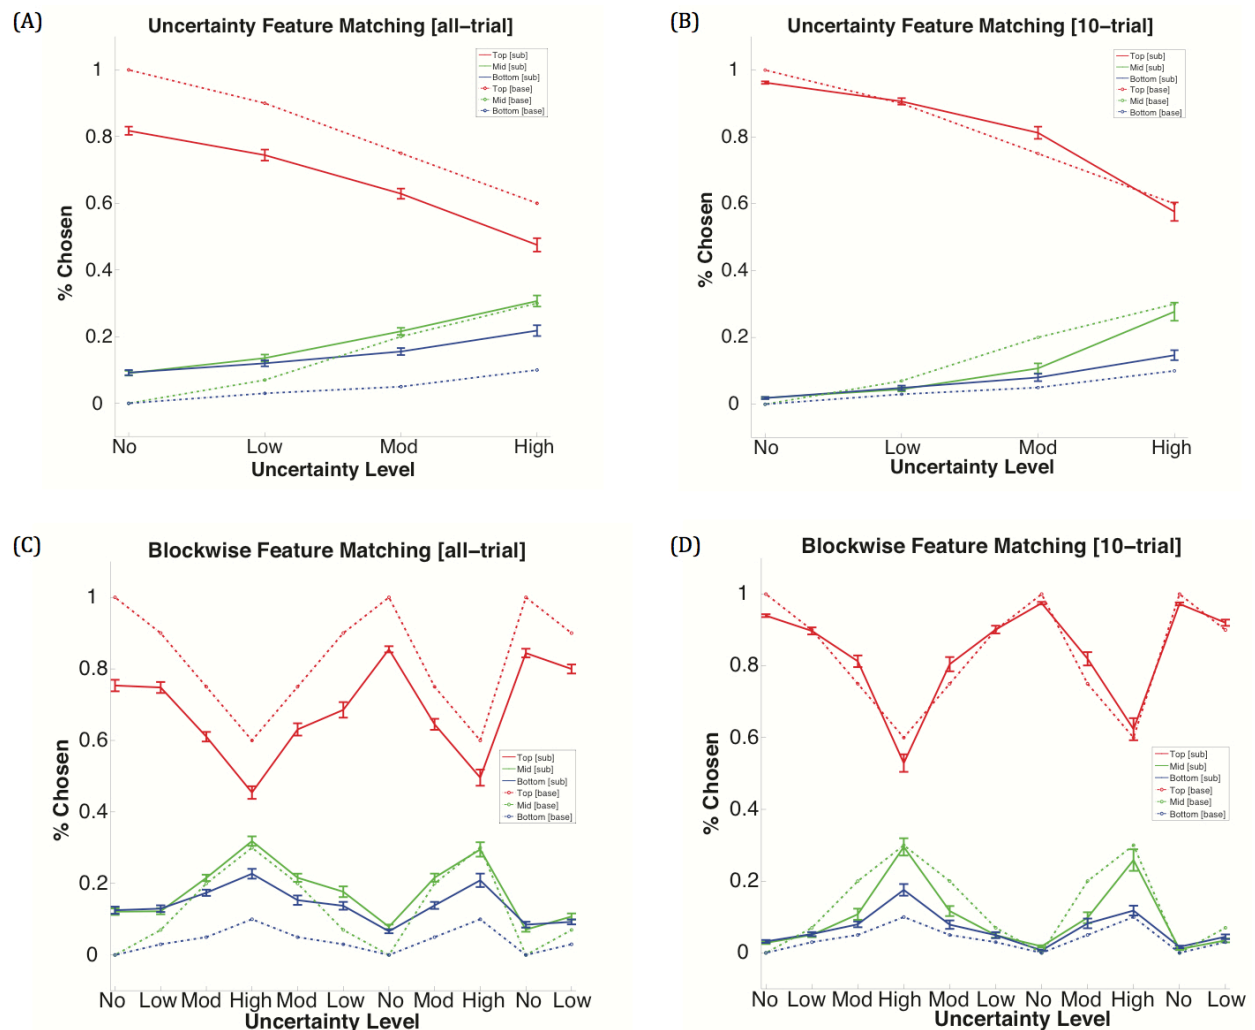 (A)
Uncertainty Feature Matching [all-trial]
Top [sub]
Mid [sub]
Bottom [sub]
Top [base]
Mid [base]
Bottom [base]
1
0.8
0.6
0.4
0.2
0
% Chosen
No Low Mod High
Uncertainty Level
(B)
Uncertainty Feature Matching [10-trial]
Top [sub]
Mid [sub]
Bottom [sub]
Top [base]
Mid [base]
Bottom [base]
1
0.8
0.6
0.4
0.2
0
% Chosen
No Low Mod High
Uncertainty Level
(C)
Blockwise Feature Matching [all-trial]
1
0.8
0.6
0.4
0.2
0
% Chosen
Top [sub]
Mid [sub]
Bottom [sub]
Top [base]
Mid [base]
Bottom [base]
No Low Mod High Mod Low No Mod High No Low
Uncertainty Level
(D)
Blockwise Feature Matching [10-trial]
1
0.8
0.6
0.4
0.2
0
% Chosen
Top [sub]
Mid [sub]
Bottom [sub]
Top [base]
Mid [base]
Bottom [base]
No Low Mod High Mod Low No Mod High No Low
Uncertainty Level